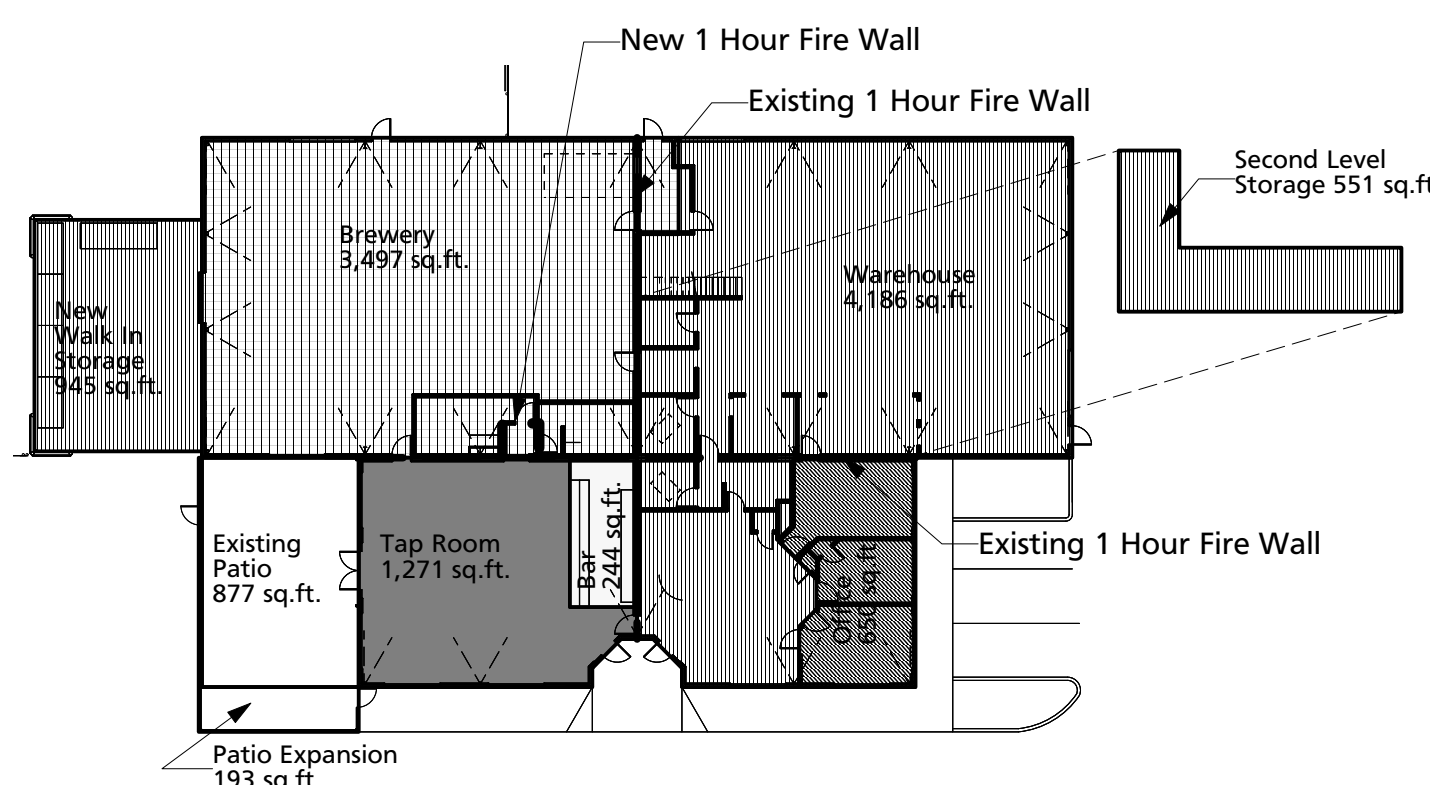 New 1 Hour Fire Wall
Existing 1 Hour Fire Wall
Second Level
Storage 551 sq.ft
Brewery
3,497 sq.ft.
Warehouse
4,186 sq.ft.
New
Walk In
Storage
945 sq.ft.
Existing
Patio
877 sq.ft.
Tap Room
1,271 sq.ft.
Bar
244 sq.ft.
Office
650 sq.ft
Existing 1 Hour Fire Wall
Patio Expansion
193 sq.ft